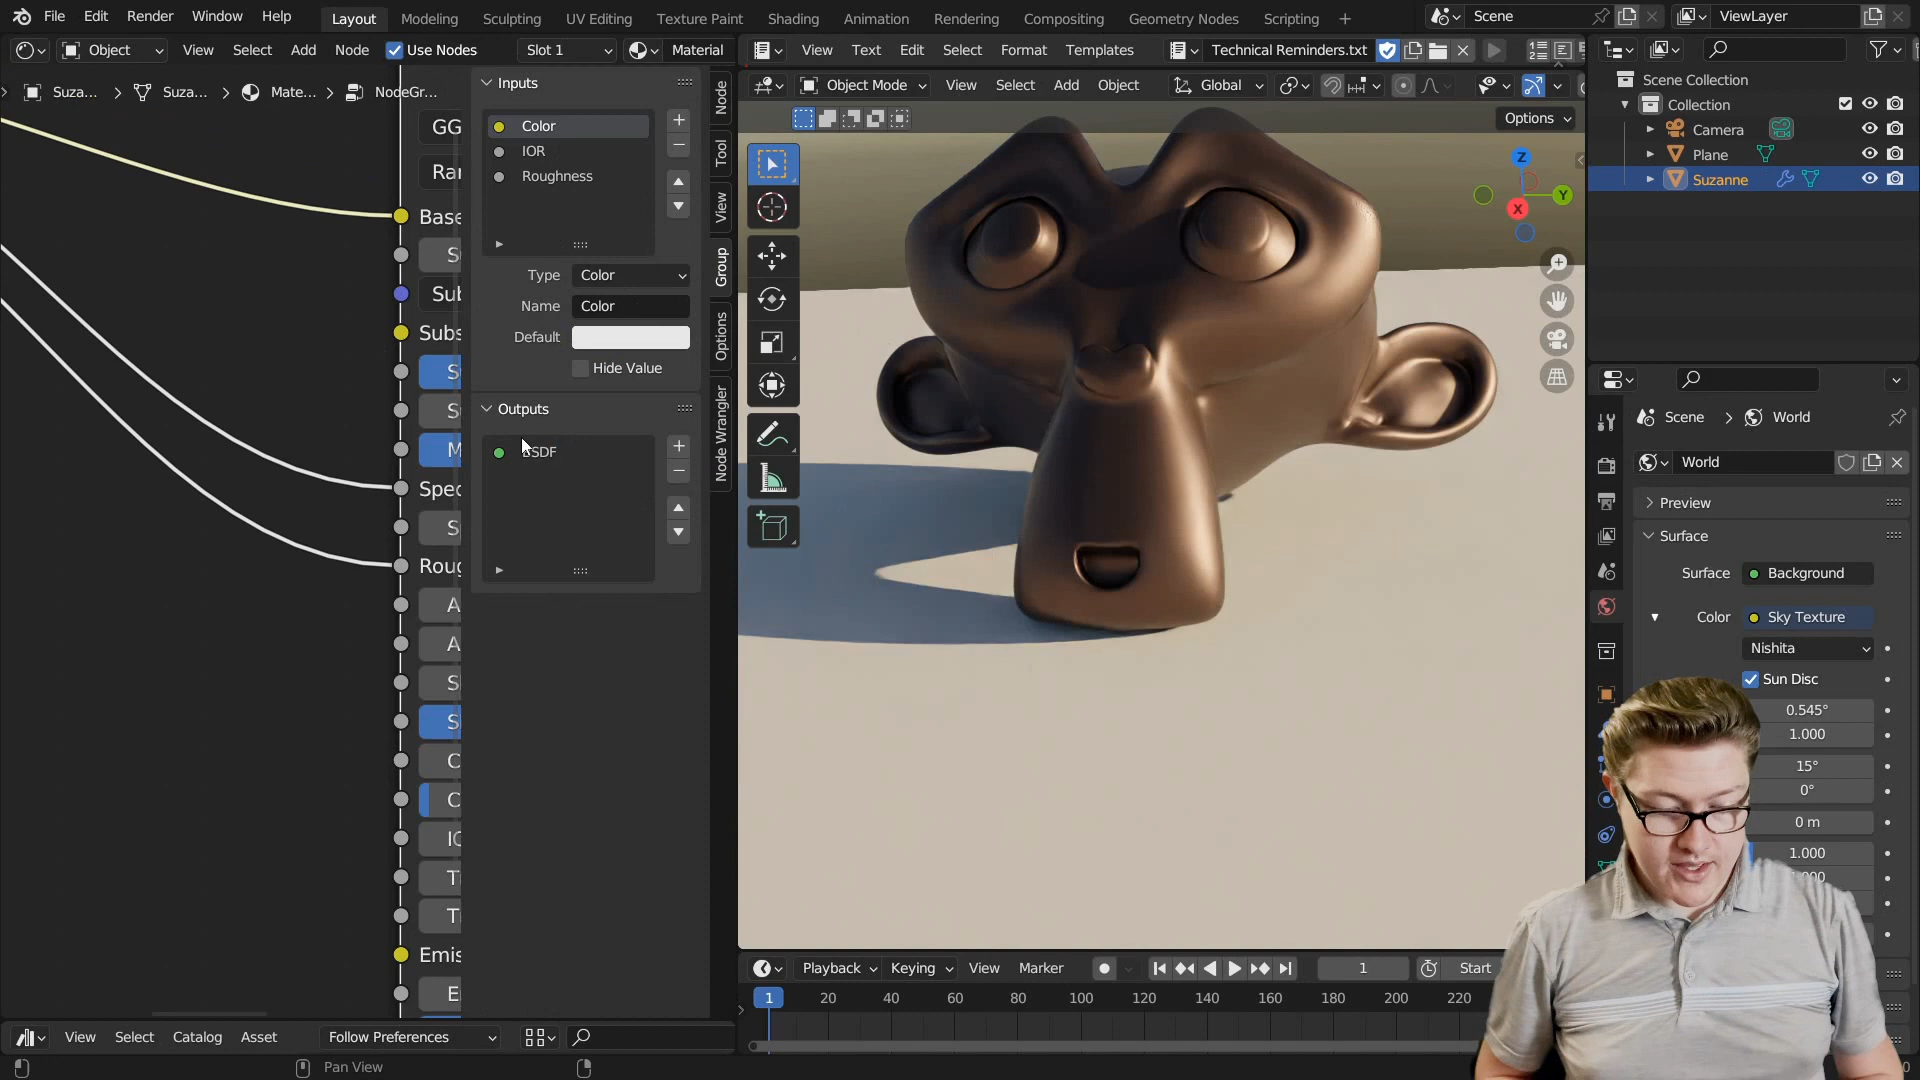 File Edit Render Window Help Layout Modeling Sculpting UV Editing Texture Paint Shading Animation Rendering Compositing Geometry Nodes Scripting Scene ViewLayer
Object View Select Add Node Use Nodes Slot 1 Material
View Text Edit Select Format Templates Technical Reminders.txt
Suza... Suza... Mate... NodeGr...
Object Mode View Select Add Object Global
Options
GG
Rar
Base
Subs
Spec
Roug
Emis
Inputs
Color
IOR
Roughness
Type Color
Name Color
Default
Hide Value
Outputs
Node
Tool
View
Group
Options
Node Wrangler
Z
Y
X
Scene Collection
Collection
Camera
Plane
Suzanne
Scene World
World
Preview
Surface
Surface Background
Color Sky Texture
Nishita
Sun Disc
0.545°
1.000
15°
0°
0 m
1.000
Playback Keying View Marker 1 Start
1 20 40 60 80 100 120 140 160 180 200 220
View Select Catalog Asset Follow Preferences
Pan View